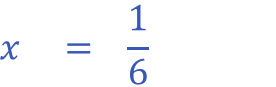 x = 1/6